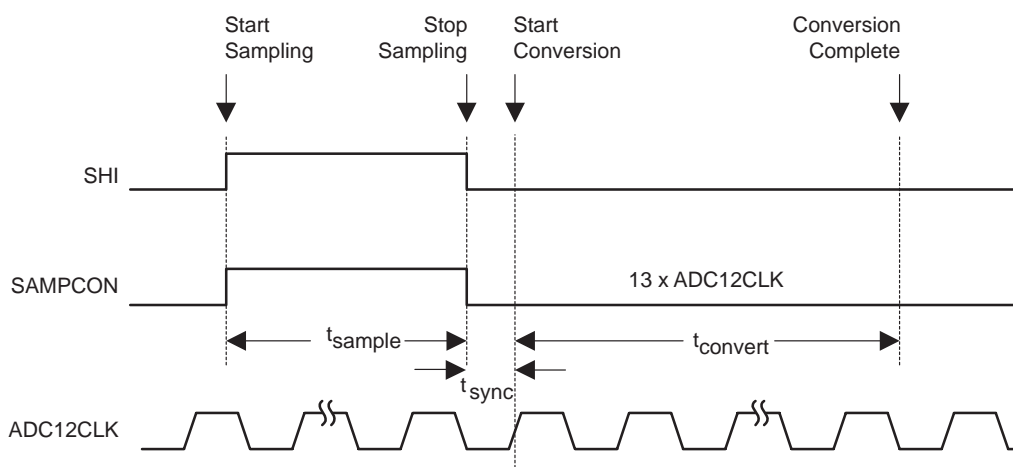 Start
Sampling
Stop
Sampling
Start
Conversion
Conversion
Complete
SHI
SAMPCON
13 x ADC12CLK
tsample
tconvert
tsync
ADC12CLK